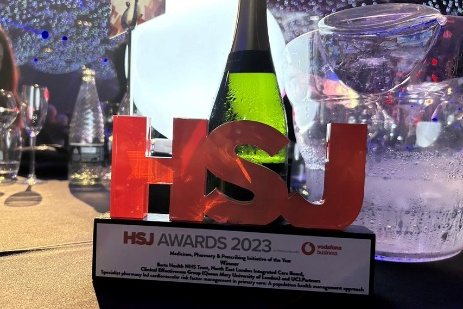 HSJ
HSJ AWARDS 2023 vodafone business
Medicines, Pharmacy & Prescribing Initiative of the Year
Winner
Barts Health NHS Trust, North East London Integrated Care Board,
Clinical Effectiveness Group (Queen Mary University of London) and UCLPartners
Specialist pharmacy led cardiovascular risk factor management in primary care: A population health management approach